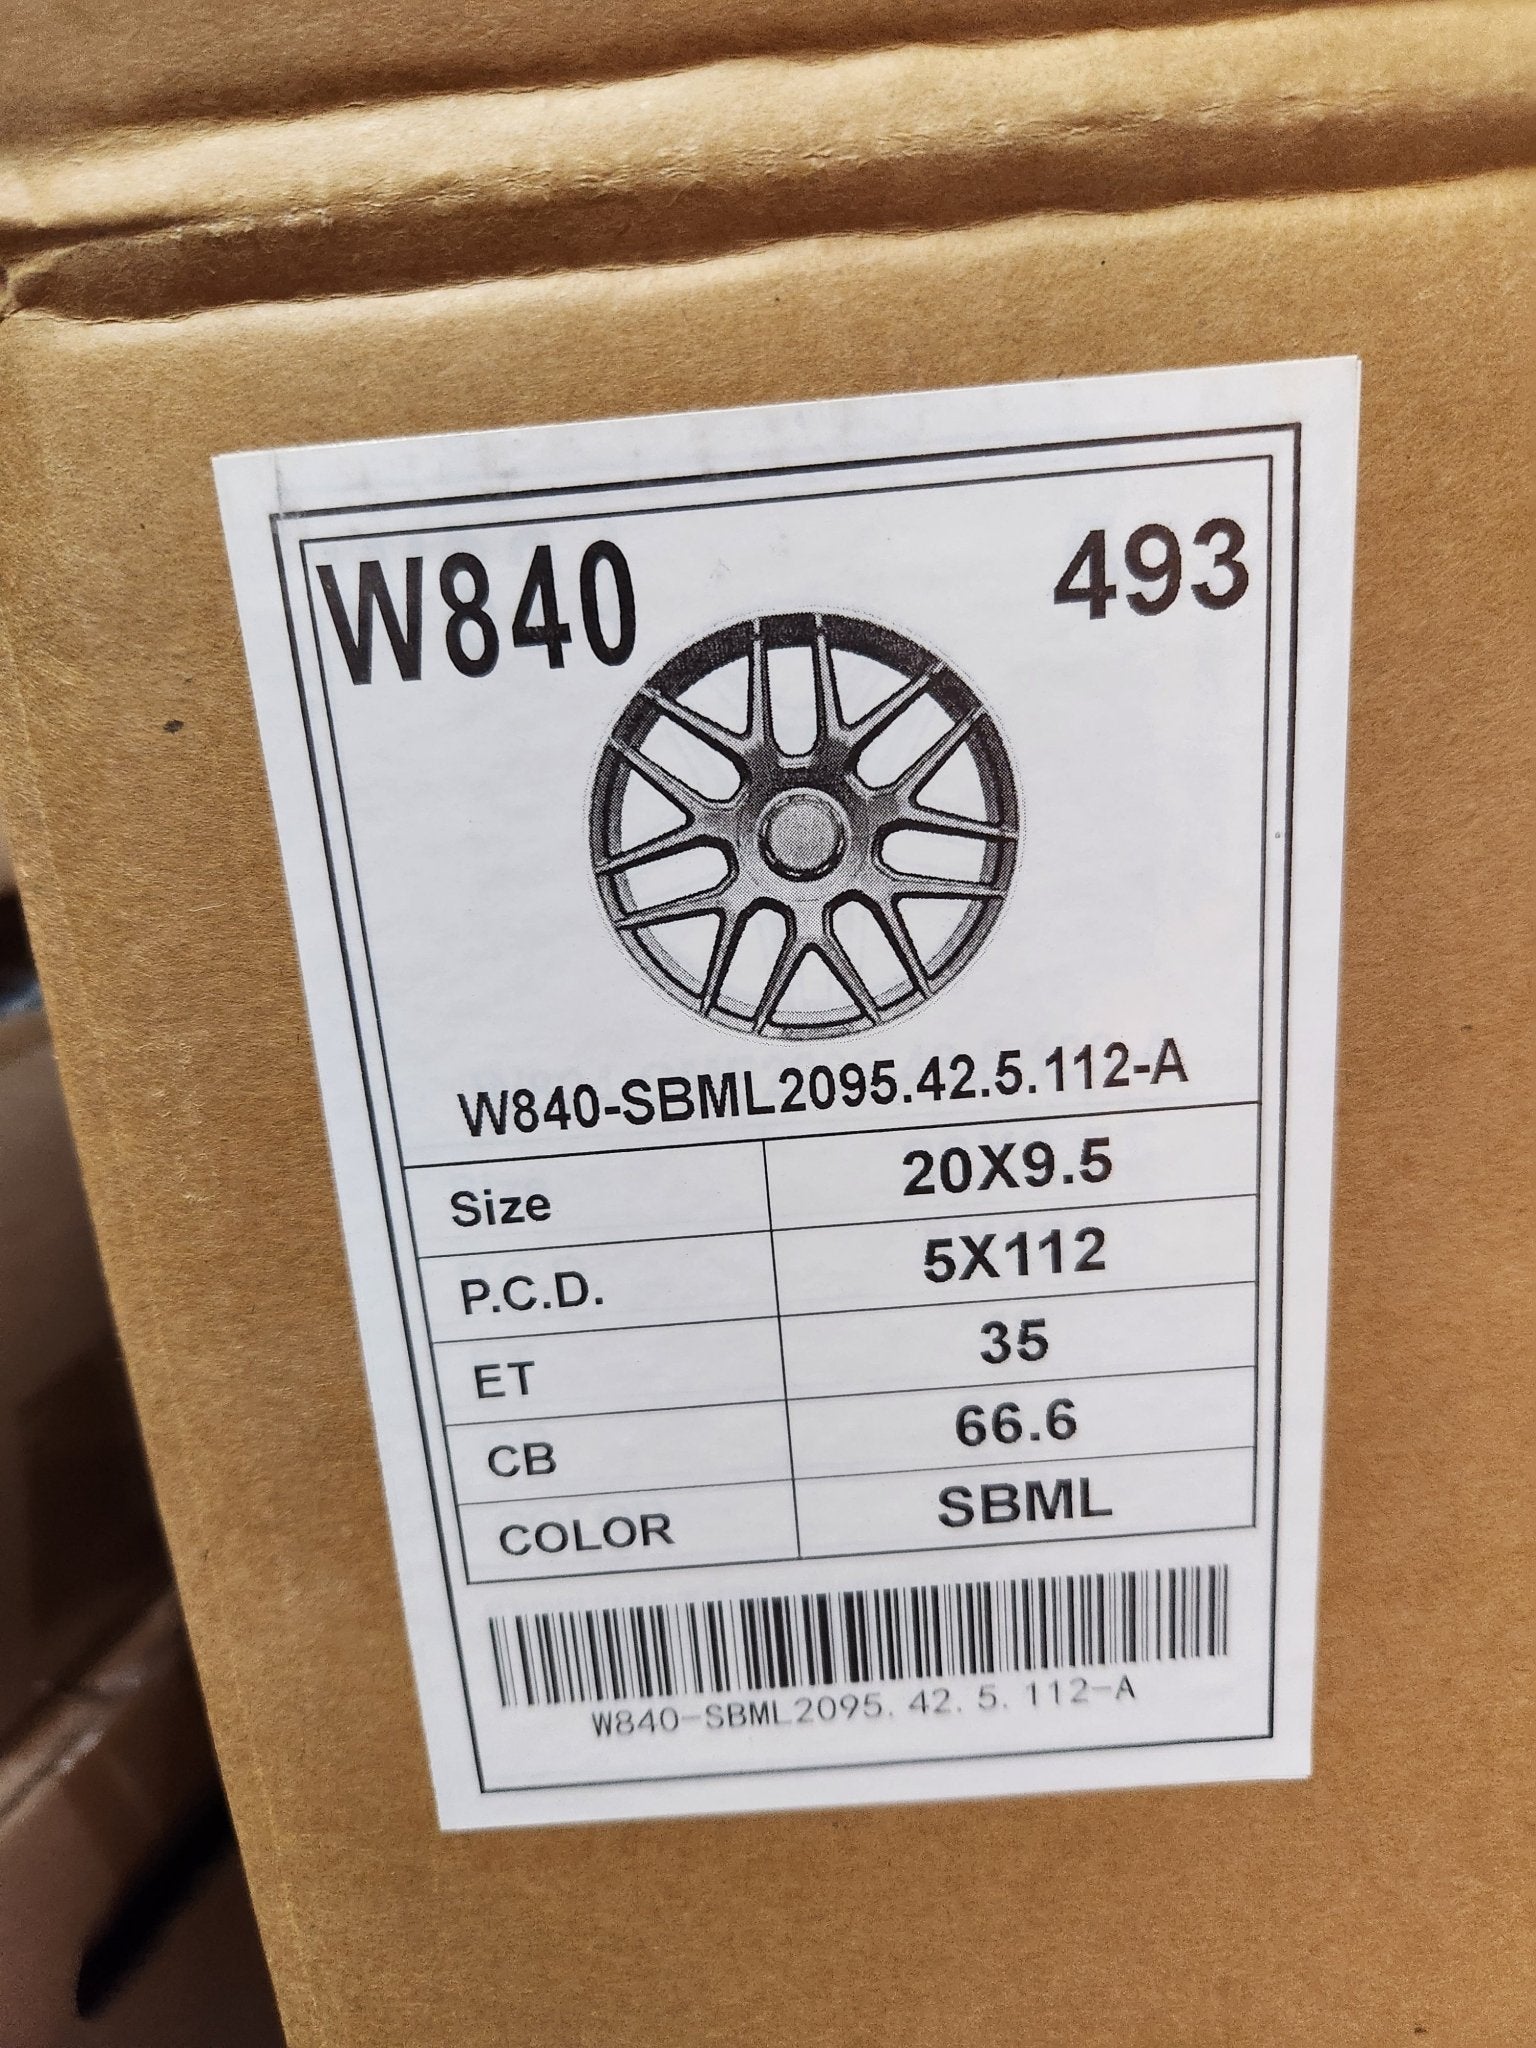 W840 493
W840-SBML2095.42.5.112-A
Size 20X9.5
P.C.D. 5X112
ET 35
CB 66.6
COLOR SBML
W840-SBML2095.42.5.112-A